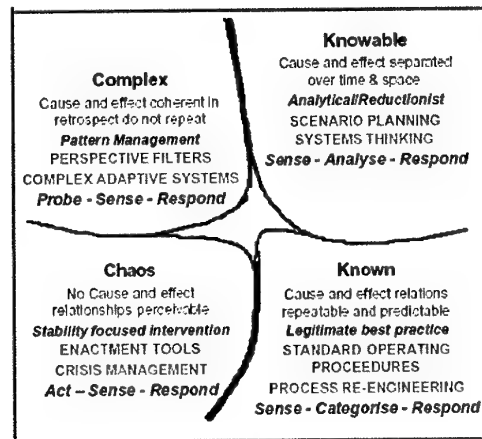 Complex
Cause and effect coherent in
retrospect do not repeat
Pattern Management
PERSPECTIVE FILTERS
COMPLEX ADAPTIVE SYSTEMS
Probe - Sense - Respond
Knowable
Cause and effect separated
over time & space
Analytical/Reductionist
SCENARIO PLANNING
SYSTEMS THINKING
Sense - Analyse - Respond
Chaos
No Cause and effect
relationships perceivable
Stability focused intervention
ENACTMENT TOOLS
CRISIS MANAGEMENT
Act – Sense - Respond
Known
Cause and effect relations
repeatable and predictable
Legitimate best practice
STANDARD OPERATING
PROCEEDURES
PROCESS RE-ENGINEERING
Sense - Categorise - Respond